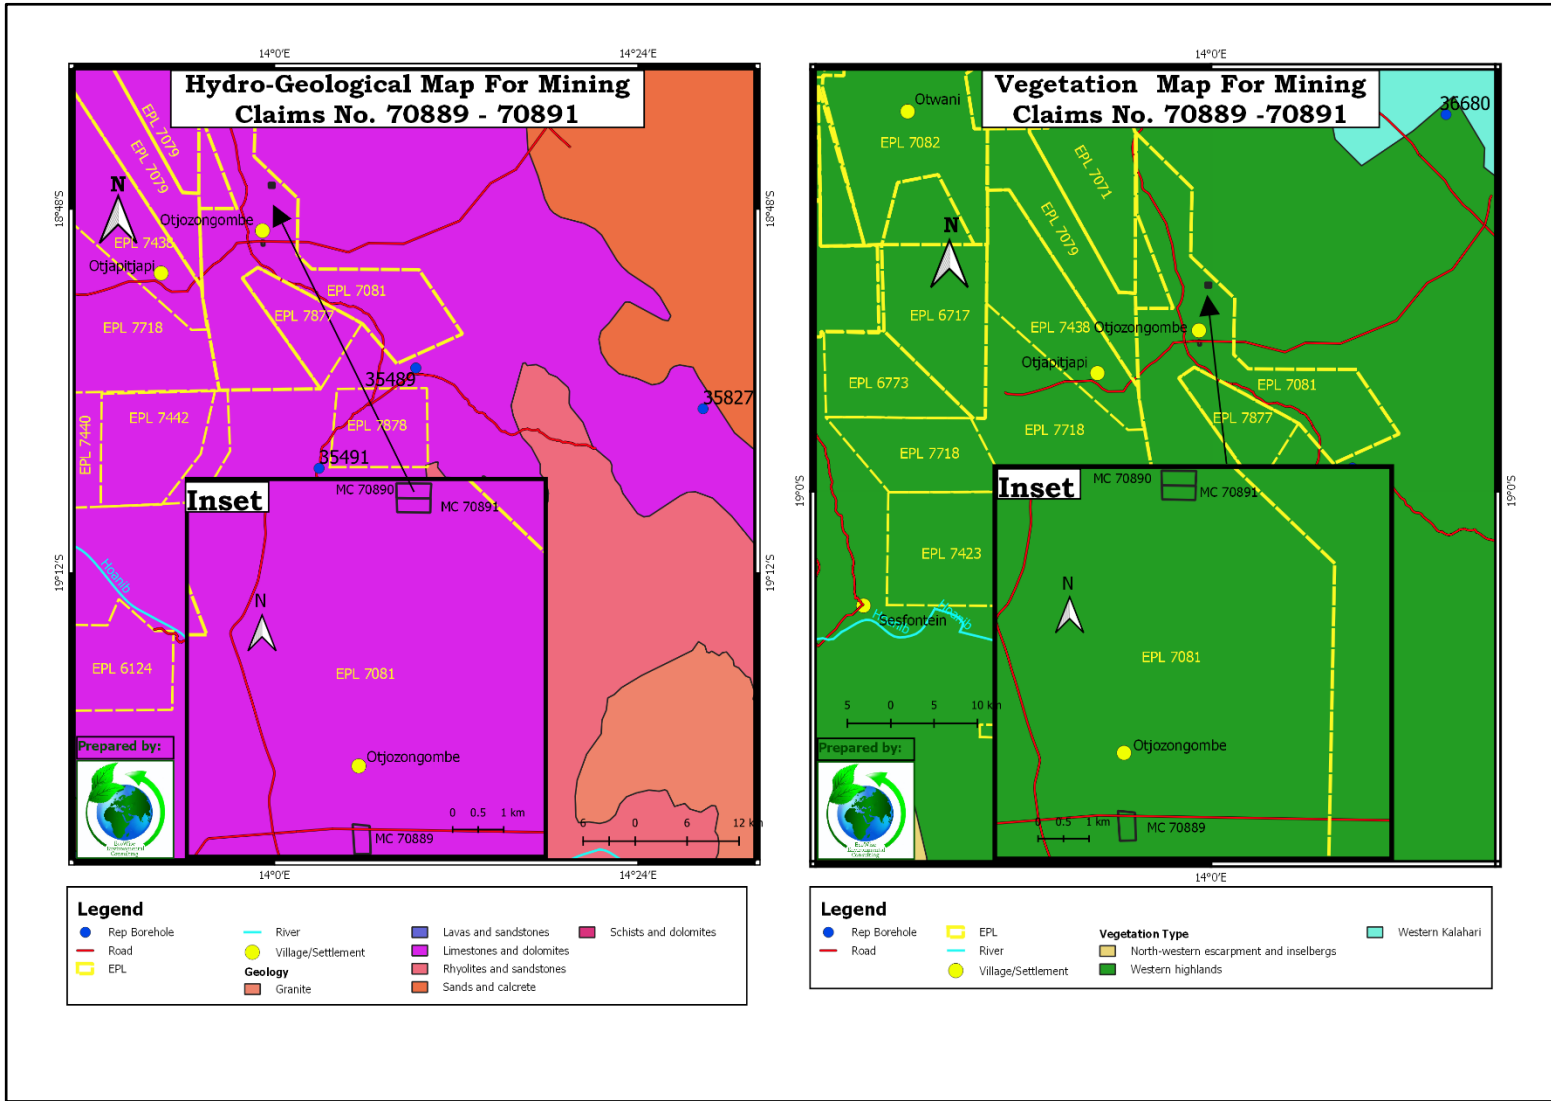 14°0'E
14°24'E
Hydro-Geological Map For Mining
Claims No. 70889 - 70891
EPL 7079
EPL 7079
N
18°48'S
18°48'S
Otjozongombe
EPL 7438
Otjapitjapi
EPL 7081
EPL 7877
EPL 7718
35489
35827
EPL 7440
EPL 7442
EPL 7878
35491
Inset
MC 70890
MC 70891
19°12'S
19°12'S
Hoanib
N
EPL 6124
EPL 7081
Prepared by:
Otjozongombe
0 0.5 1 km
MC 70889
6 0 6 12 km
EcoWise
Environmental
Consulting
14°0'E
14°24'E
Legend
Rep Borehole
Road
EPL
River
Village/Settlement
Geology
Granite
Lavas and sandstones
Limestones and dolomites
Rhyolites and sandstones
Sands and calcrete
Schists and dolomites
14°0'E
Vegetation Map For Mining
Claims No. 70889 -70891
Otwani
36680
EPL 7082
EPL 7071
N
EPL 7079
EPL 6717
EPL 7438
Otjozongombe
Otjapitjapi
EPL 6773
EPL 7081
EPL 7877
EPL 7718
EPL 7718
Inset
MC 70890
MC 70891
19°0'S
19°0'S
EPL 7423
N
Sesfontein
Hoanib
Hoanib
EPL 7081
5 0 5 10 km
Prepared by:
Otjozongombe
0 0.5 1 km
MC 70889
EcoWise
Environmental
Consulting
14°0'E
Legend
Rep Borehole
Road
EPL
River
Village/Settlement
Vegetation Type
North-western escarpment and inselbergs
Western highlands
Western Kalahari